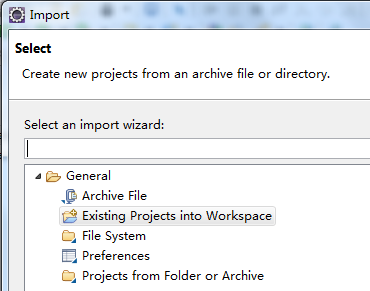 Import
Select
Create new projects from an archive file or directory.
Select an import wizard:
General
Archive File
Existing Projects into Workspace
File System
Preferences
Projects from Folder or Archive